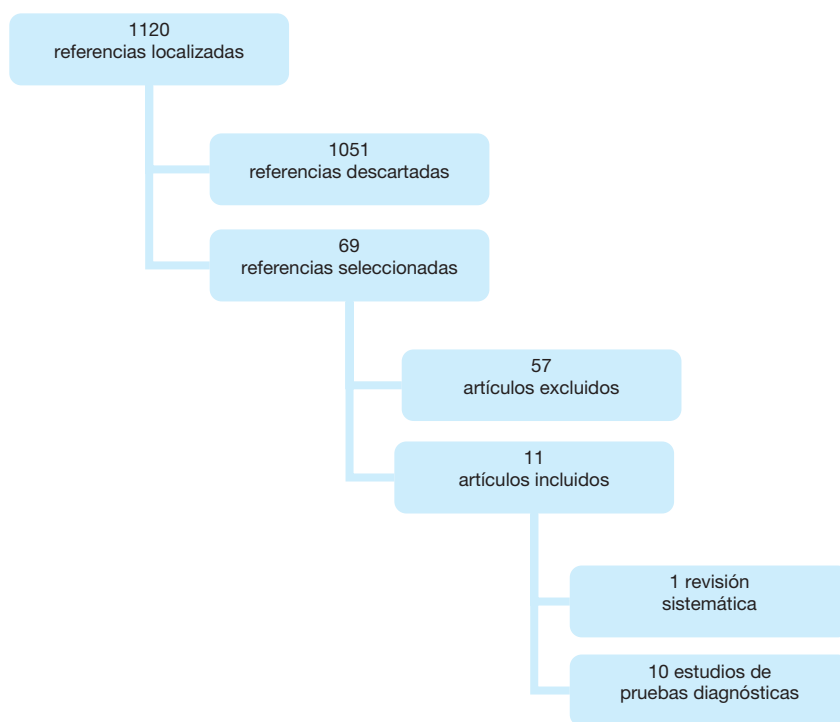 1120
referencias localizadas
1051
referencias descartadas
69
referencias seleccionadas
57
artículos excluidos
11
artículos incluidos
1 revisión
sistemática
10 estudios de
pruebas diagnósticas